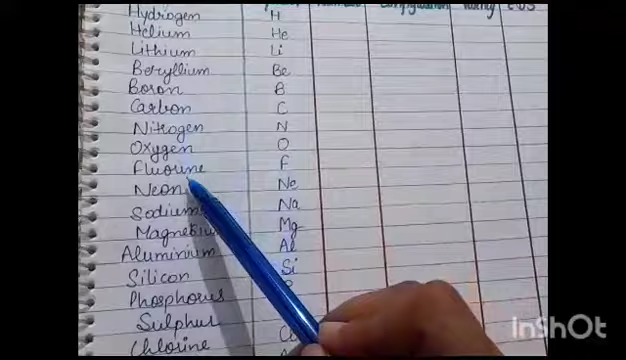 Hydrogen H
Helium He
Lithium Li
Beryllium Be
Boron B
Carbon C
Nitrogen N
Oxygen O
Fluorine F
Neon Ne
Sodium Na
Magnesium Mg
Aluminium Al
Silicon Si
Phosphorus
Sulphur
Chlorine Cl
InShOt